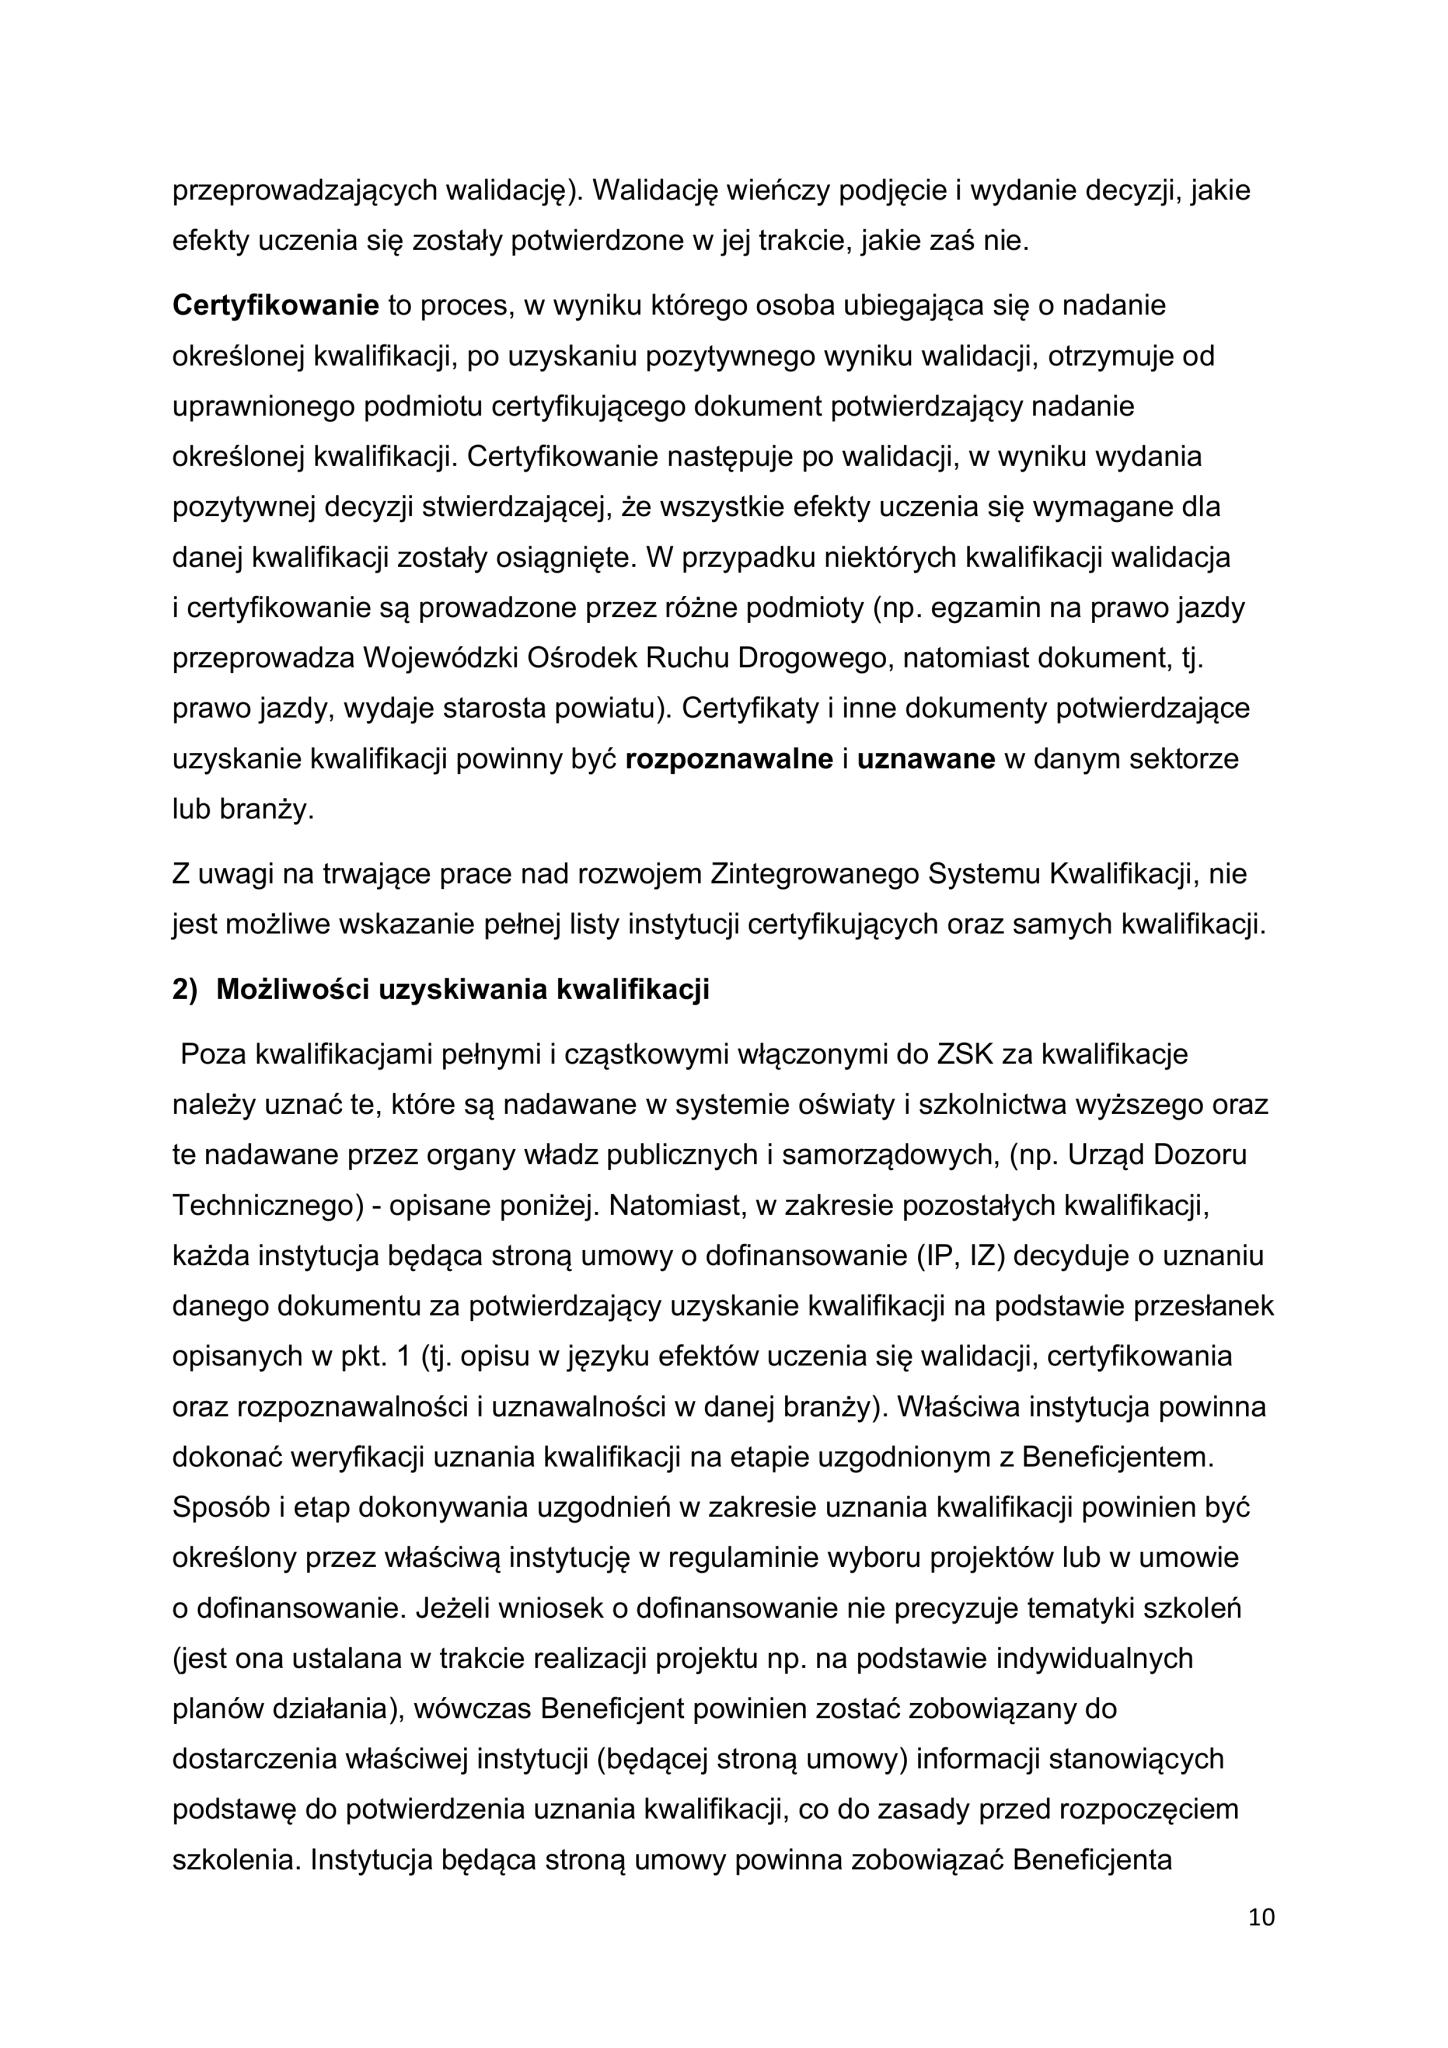 przeprowadzających walidację). Walidację wieńczy podjęcie i wydanie decyzji, jakie
efekty uczenia się zostały potwierdzone w jej trakcie, jakie zaś nie.
Certyfikowanie to proces, w wyniku którego osoba ubiegająca się o nadanie
określonej kwalifikacji, po uzyskaniu pozytywnego wyniku walidacji, otrzymuje od
uprawnionego podmiotu certyfikującego dokument potwierdzający nadanie
określonej kwalifikacji. Certyfikowanie następuje po walidacji, w wyniku wydania
pozytywnej decyzji stwierdzającej, że wszystkie efekty uczenia się wymagane dla
danej kwalifikacji zostały osiągnięte. W przypadku niektórych kwalifikacji walidacja
i certyfikowanie są prowadzone przez różne podmioty (np. egzamin na prawo jazdy
przeprowadza Wojewódzki Ośrodek Ruchu Drogowego, natomiast dokument, tj.
prawo jazdy, wydaje starosta powiatu). Certyfikaty i inne dokumenty potwierdzające
uzyskanie kwalifikacji powinny być rozpoznawalne i uznawane w danym sektorze
lub branży.
Z uwagi na trwające prace nad rozwojem Zintegrowanego Systemu Kwalifikacji, nie
jest możliwe wskazanie pełnej listy instytucji certyfikujących oraz samych kwalifikacji.
2) Możliwości uzyskiwania kwalifikacji
Poza kwalifikacjami pełnymi i cząstkowymi włączonymi do ZSK za kwalifikacje
należy uznać te, które są nadawane w systemie oświaty i szkolnictwa wyższego oraz
te nadawane przez organy władz publicznych i samorządowych, (np. Urząd Dozoru
Technicznego) - opisane poniżej. Natomiast, w zakresie pozostałych kwalifikacji,
każda instytucja będąca stroną umowy o dofinansowanie (IP, IZ) decyduje o uznaniu
danego dokumentu za potwierdzający uzyskanie kwalifikacji na podstawie przesłanek
opisanych w pkt. 1 (tj. opisu w języku efektów uczenia się walidacji, certyfikowania
oraz rozpoznawalności i uznawalności w danej branży). Właściwa instytucja powinna
dokonać weryfikacji uznania kwalifikacji na etapie uzgodnionym z Beneficjentem.
Sposób i etap dokonywania uzgodnień w zakresie uznania kwalifikacji powinien być
określony przez właściwą instytucję w regulaminie wyboru projektów lub w umowie
o dofinansowanie. Jeżeli wniosek o dofinansowanie nie precyzuje tematyki szkoleń
(jest ona ustalana w trakcie realizacji projektu np. na podstawie indywidualnych
planów działania), wówczas Beneficjent powinien zostać zobowiązany do
dostarczenia właściwej instytucji (będącej stroną umowy) informacji stanowiących
podstawę do potwierdzenia uznania kwalifikacji, co do zasady przed rozpoczęciem
szkolenia. Instytucja będąca stroną umowy powinna zobowiązać Beneficjenta
10